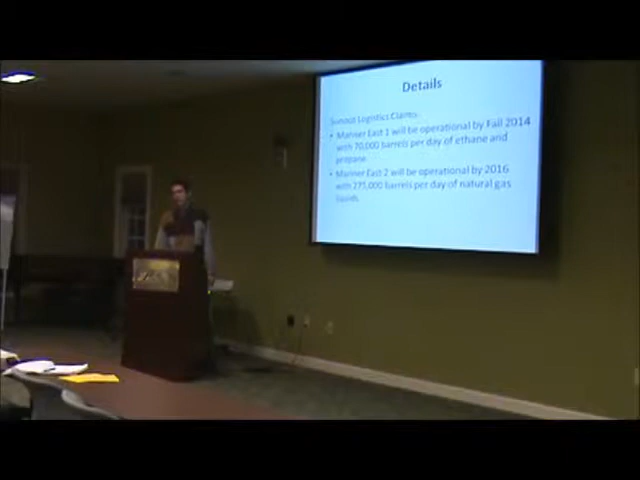 Details
Sunoco Logistics Claims:
• Mariner East 1 will be operational by Fall 2014
with 70,000 barrels per day of ethane and
propane.
• Mariner East 2 will be operational by 2016
with 275,000 barrels per day of natural gas
liquids.